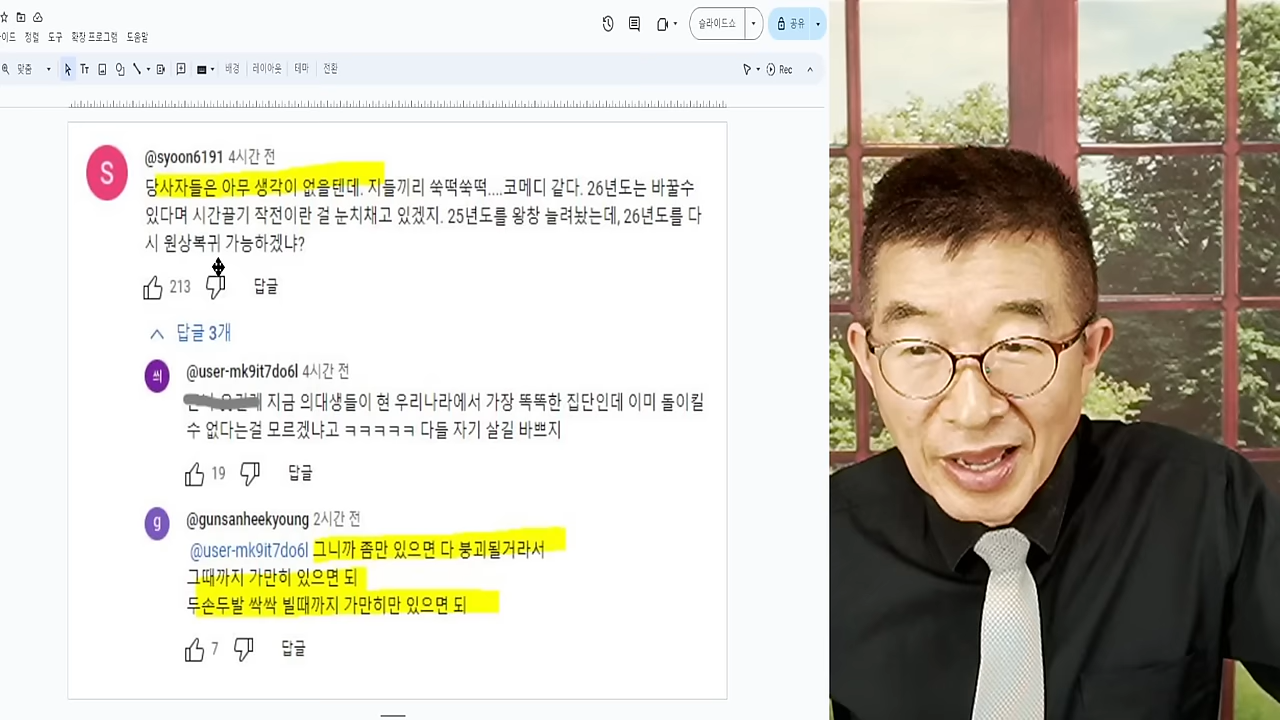 슬라이드쇼
공유
이드 정렬 도구 확장 프로그램 도움말
맞춤
Tт
배경 레이아웃 테마 전환
Rec
S
@syoon6191 4시간 전
당사자들은 아무 생각이 없을텐데. 지들끼리 쑥떡쑥떡....코메디 같다. 26년도는 바꿀수
있다며 시간끌기 작전이란 걸 눈치채고 있겠지. 25년도를 왕창 늘려놨는데, 26년도를 다
시 원상복귀 가능하겠냐?
213
답글
답글 3개
씌
@user-mk9it7do6l 4시간 전
지금 의대생들이 현 우리나라에서 가장 똑똑한 집단인데 이미 돌이킬
수 없다는걸 모르겠냐고 ㅋㅋㅋㅋㅋ 다들 자기 살길 바쁘지
19
답글
g
@gunsanheekyoung 2시간 전
@user-mk9it7do6l 그니까 좀만 있으면 다 붕괴될거라서
그때까지 가만히 있으면 되
두손두발 싹싹 빌때까지 가만히만 있으면 되
7
답글